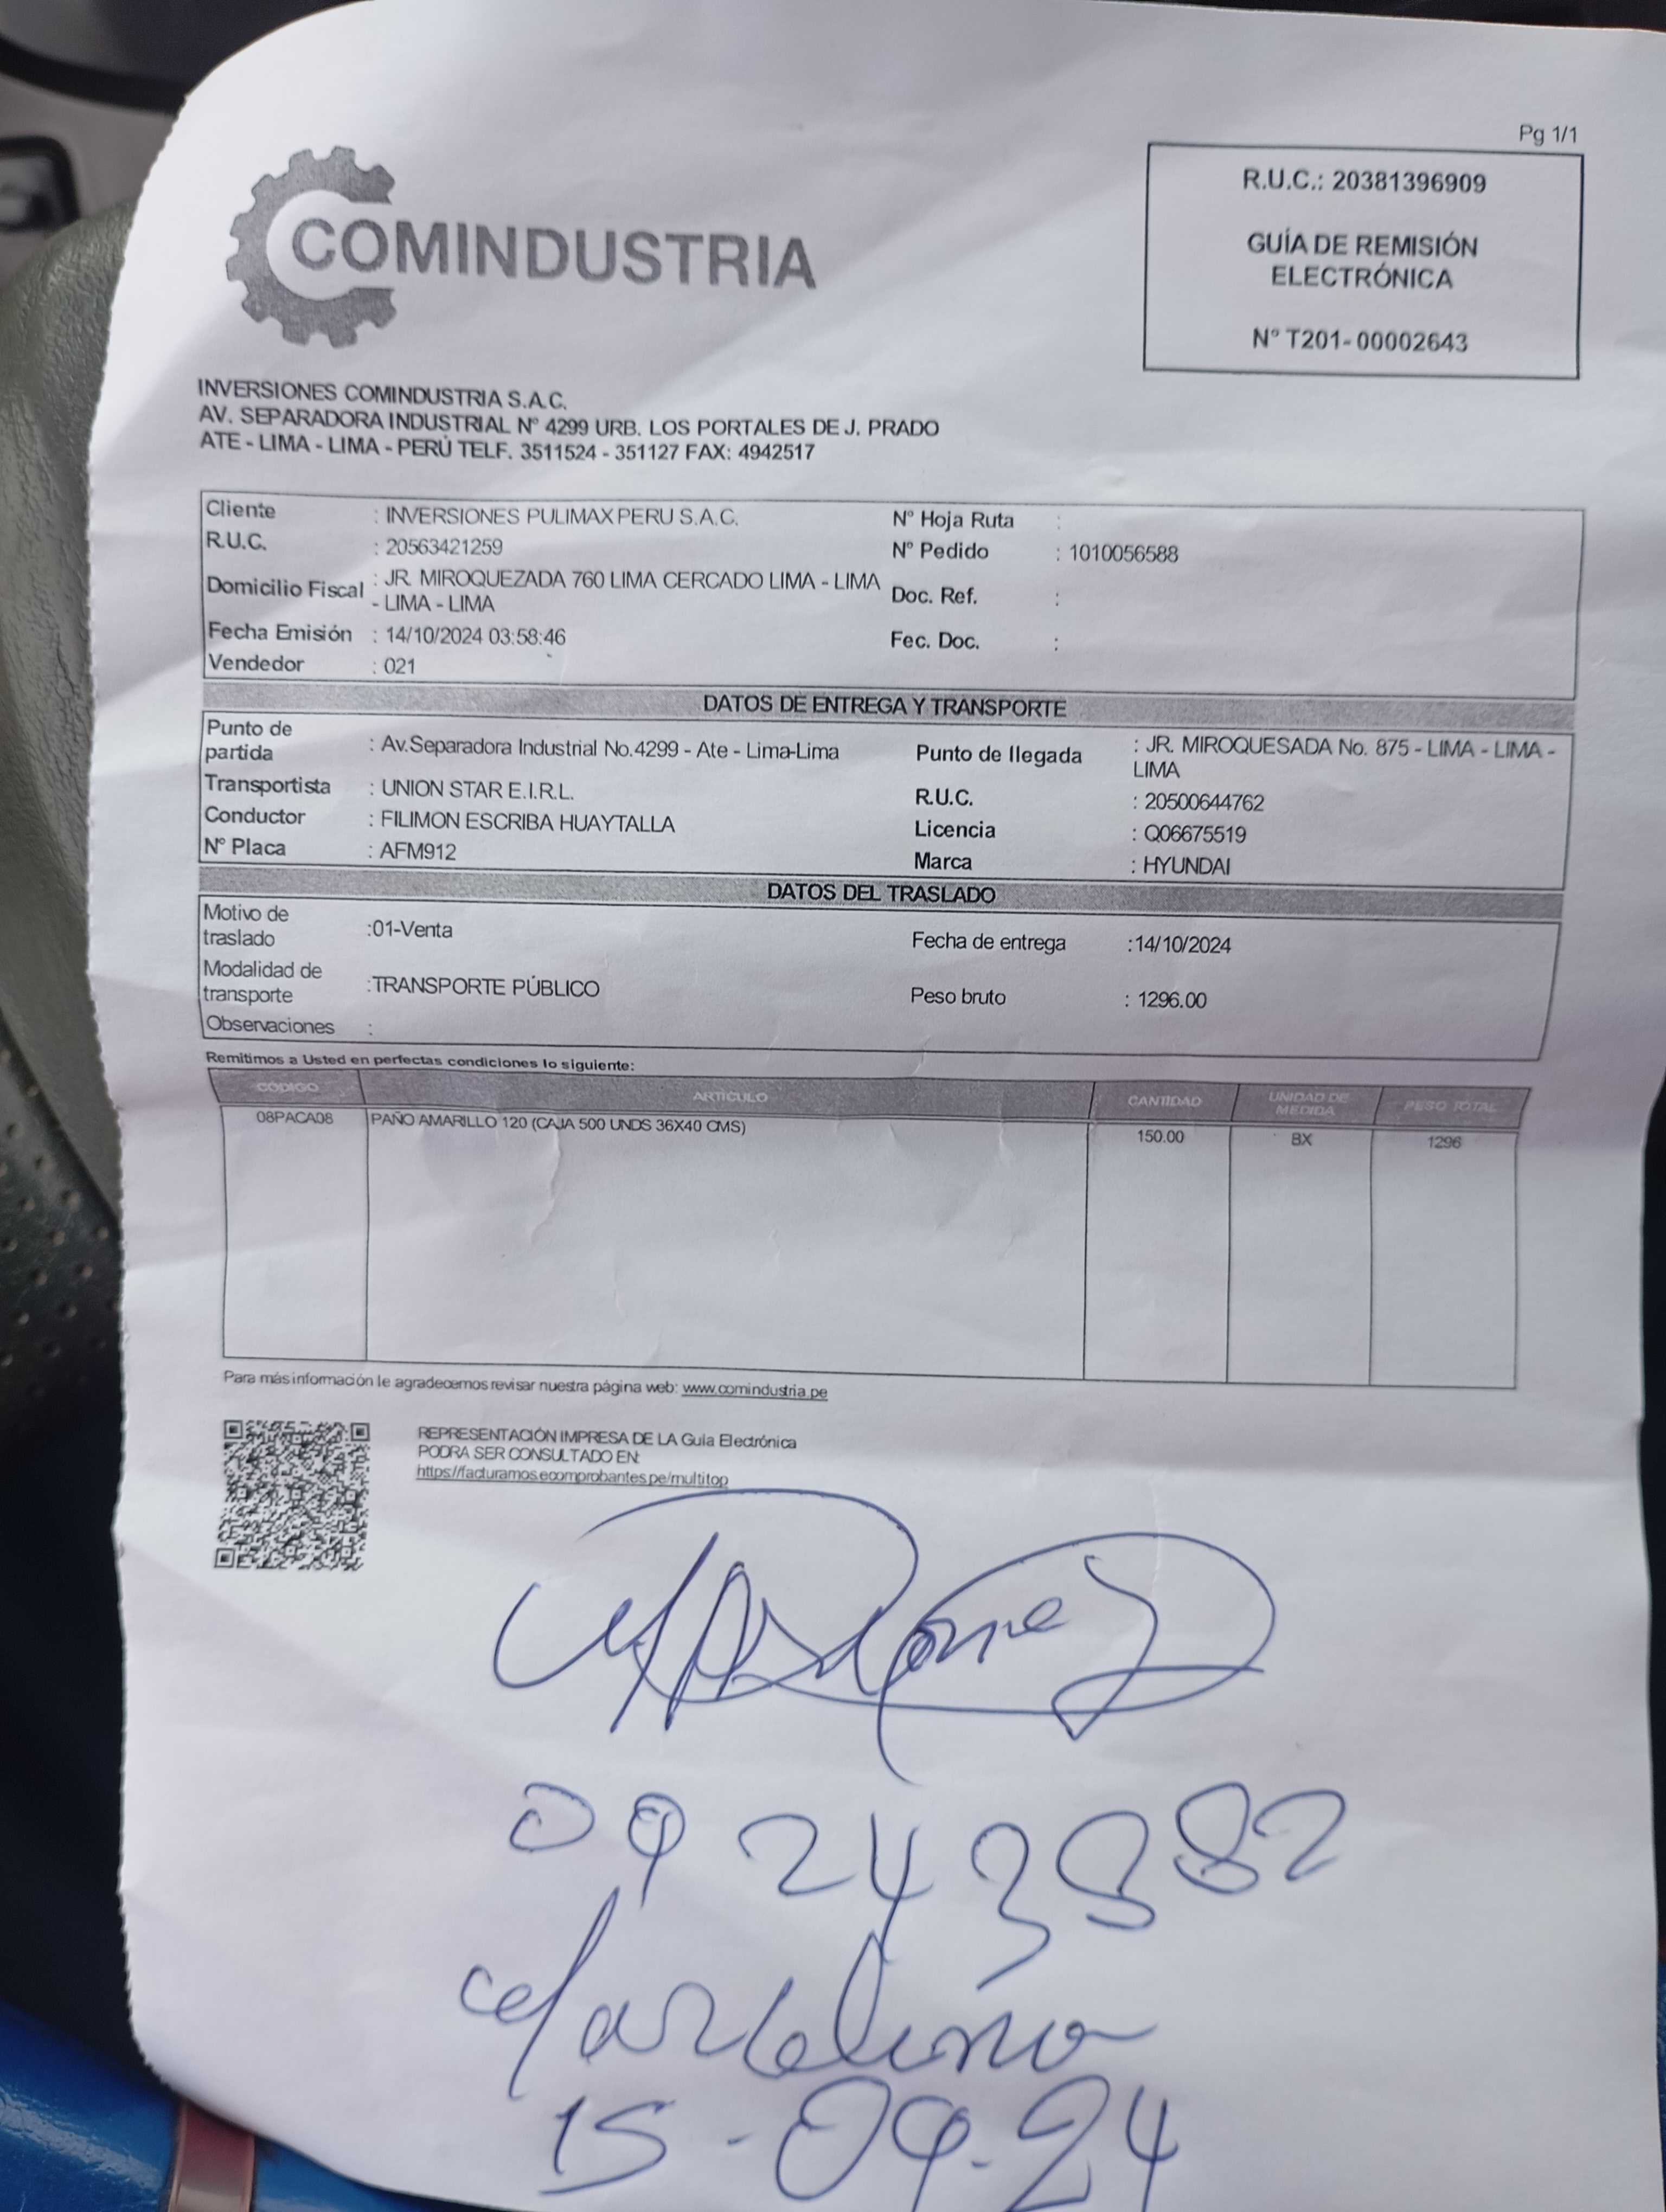 Pg 1/1
COMINDUSTRIA
R.U.C.: 20381396909
GUÍA DE REMISIÓN
ELECTRÓNICA
Nº T201-00002643
INVERSIONES COMINDUSTRIA S.A.C.
AV. SEPARADORA INDUSTRIAL Nº 4299 URB. LOS PORTALES DE J. PRADO
ATE - LIMA - LIMA - PERÚ TELF. 3511524 - 351127 FAX: 4942517
Cliente : INVERSIONES PULIMAX PERU S.A.C. Nº Hoja Ruta :
R.U.C. : 20563421259 Nº Pedido : 1010056588
Domicilio Fiscal : JR. MIROQUEZADA 760 LIMA CERCADO LIMA - LIMA Doc. Ref. :
- LIMA - LIMA
Fecha Emisión : 14/10/2024 03:58:46 Fec. Doc. :
Vendedor : 021
DATOS DE ENTREGA Y TRANSPORTE
Punto de partida : Av.Separadora Industrial No.4299 - Ate - Lima-Lima Punto de llegada : JR. MIROQUESADA No. 875 - LIMA - LIMA -
LIMA
Transportista : UNION STAR E.I.R.L. R.U.C. : 20500644762
Conductor : FILIMON ESCRIBA HUAYTALLA Licencia : Q06675519
Nº Placa : AFM912 Marca : HYUNDAI
DATOS DEL TRASLADO
Motivo de traslado :01-Venta Fecha de entrega :14/10/2024
Modalidad de transporte :TRANSPORTE PÚBLICO Peso bruto : 1296.00
Observaciones :
Remitimos a Usted en perfectas condiciones lo siguiente:
CÓDIGO ARTÍCULO CANTIDAD UNIDAD DE MEDIDA PESO TOTAL
08PACA08 PAÑO AMARILLO 120 (CAJA 500 UNDS 36X40 CMS) 150.00 BX 1296
Para más información le agradecemos revisar nuestra página web: www.comindustria.pe
REPRESENTACIÓN IMPRESA DE LA Guía Electrónica
PODRA SER CONSULTADO EN:
https://facturamos.ecomprobantes.pe/multitop
Marcelino
15-09-24